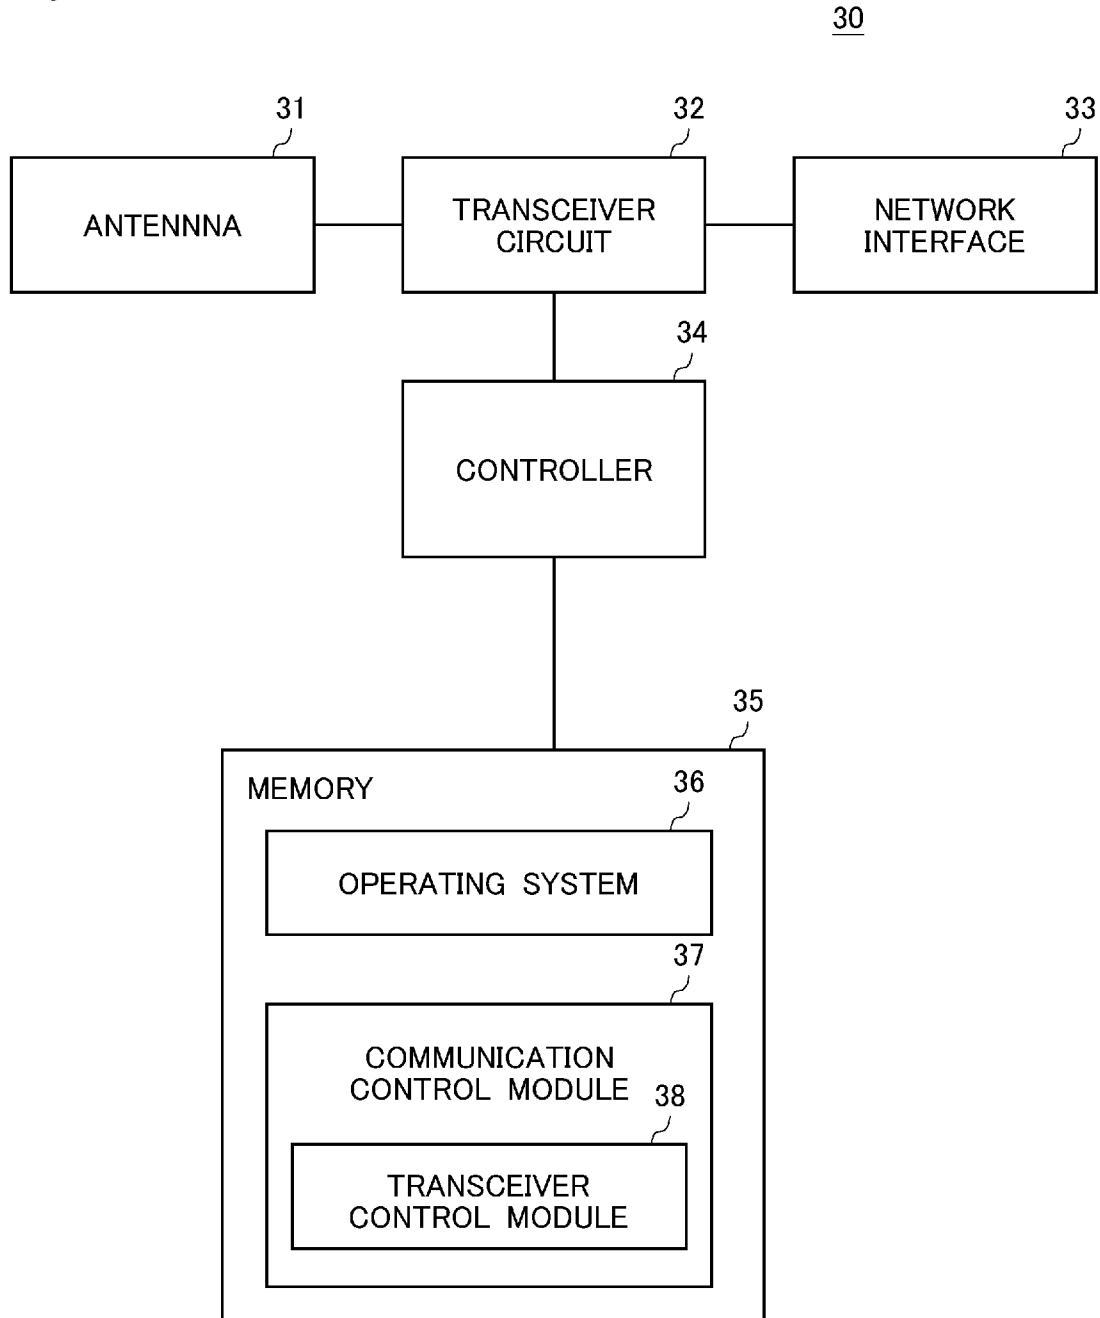 30
31
32
33
ANTENNNA
TRANSCEIVER
CIRCUIT
NETWORK
INTERFACE
34
CONTROLLER
35
MEMORY
36
OPERATING SYSTEM
37
COMMUNICATION
CONTROL MODULE
38
TRANSCEIVER
CONTROL MODULE